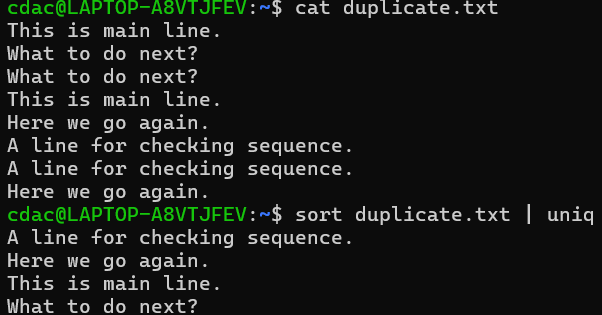 cdac@LAPTOP-A8VTJFEV:~$ cat duplicate.txt
This is main line.
What to do next?
What to do next?
This is main line.
Here we go again.
A line for checking sequence.
A line for checking sequence.
Here we go again.
cdac@LAPTOP-A8VTJFEV:~$ sort duplicate.txt | uniq
A line for checking sequence.
Here we go again.
This is main line.
What to do next?